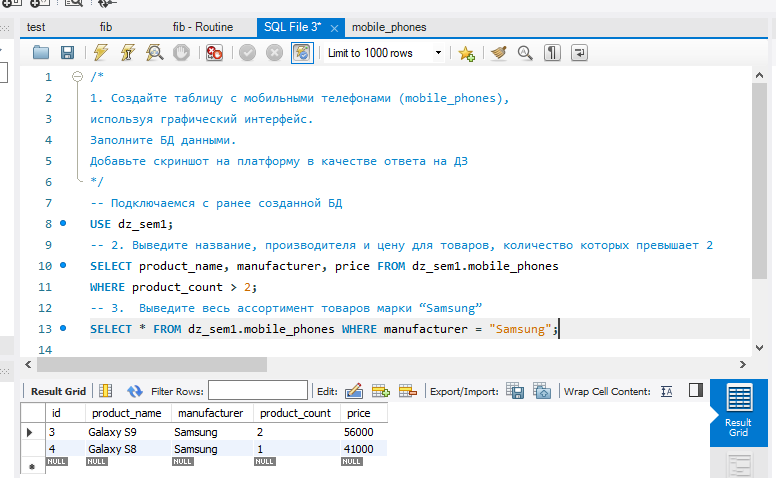 test fib fib - Routine SQL File 3* × mobile_phones
Limit to 1000 rows
1 /*
2 1. Создайте таблицу с мобильными телефонами (mobile_phones),
3 используя графический интерфейс.
4 Заполните БД данными.
5 Добавьте скриншот на платформу в качестве ответа на ДЗ
6 */
7 -- Подключаемся с ранее созданной БД
8 USE dz_sem1;
9 -- 2. Выведите название, производителя и цену для товаров, количество которых превышает 2
10 SELECT product_name, manufacturer, price FROM dz_sem1.mobile_phones
11 WHERE product_count > 2;
12 -- 3.  Выведите весь ассортимент товаров марки “Samsung”
13 SELECT * FROM dz_sem1.mobile_phones WHERE manufacturer = "Samsung";
14
Result Grid Filter Rows: Edit: Export/Import: Wrap Cell Content: IA
id product_name manufacturer product_count price
3 Galaxy S9 Samsung 2 56000
4 Galaxy S8 Samsung 1 41000
NULL NULL NULL NULL NULL
Result
Grid